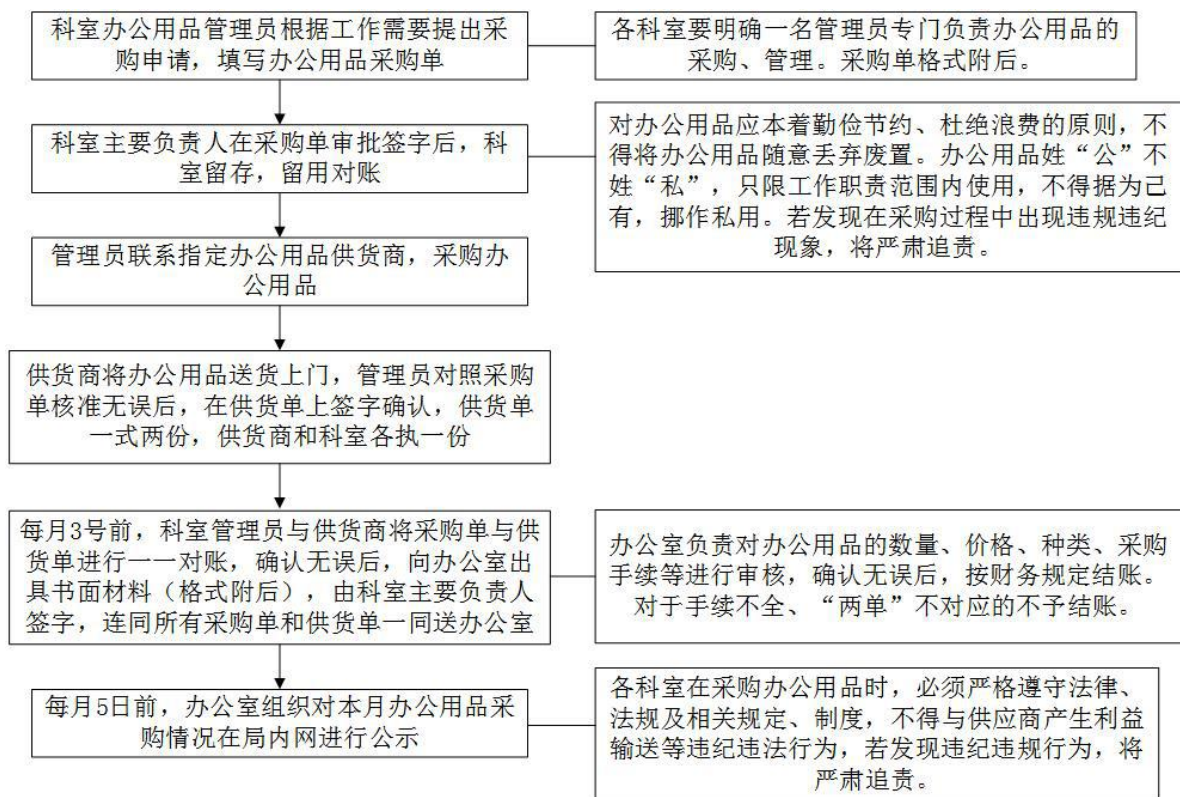 科室办公用品管理员根据工作需要提出采
购申请，填写办公用品采购单
各科室要明确一名管理员专门负责办公用品的
采购、管理。采购单格式附后。
科室主要负责人在采购单审批签字后，科
室留存，留用对账
对办公用品应本着勤俭节约、杜绝浪费的原则，不
得将办公用品随意丢弃废置。办公用品姓“公”不
姓“私”，只限工作职责范围内使用，不得据为己
有，挪作私用。若发现在采购过程中出现违规违纪
现象，将严肃追责。
管理员联系指定办公用品供货商，采购办
公用品
供货商将办公用品送货上门，管理员对照采购
单核准无误后，在供货单上签字确认，供货单
一式两份，供货商和科室各执一份
每月3号前，科室管理员与供货商将采购单与供
货单进行一一对账，确认无误后，向办公室出
具书面材料（格式附后），由科室主要负责人
签字，连同所有采购单和供货单一同送办公室
办公室负责对办公用品的数量、价格、种类、采购
手续等进行审核，确认无误后，按财务规定结账。
对于手续不全、“两单”不对应的不予结账。
每月5日前，办公室组织对本月办公用品采
购情况在局内网进行公示
各科室在采购办公用品时，必须严格遵守法律、
法规及相关规定、制度，不得与供应商产生利益
输送等违纪违法行为，若发现违纪违规行为，将
严肃追责。